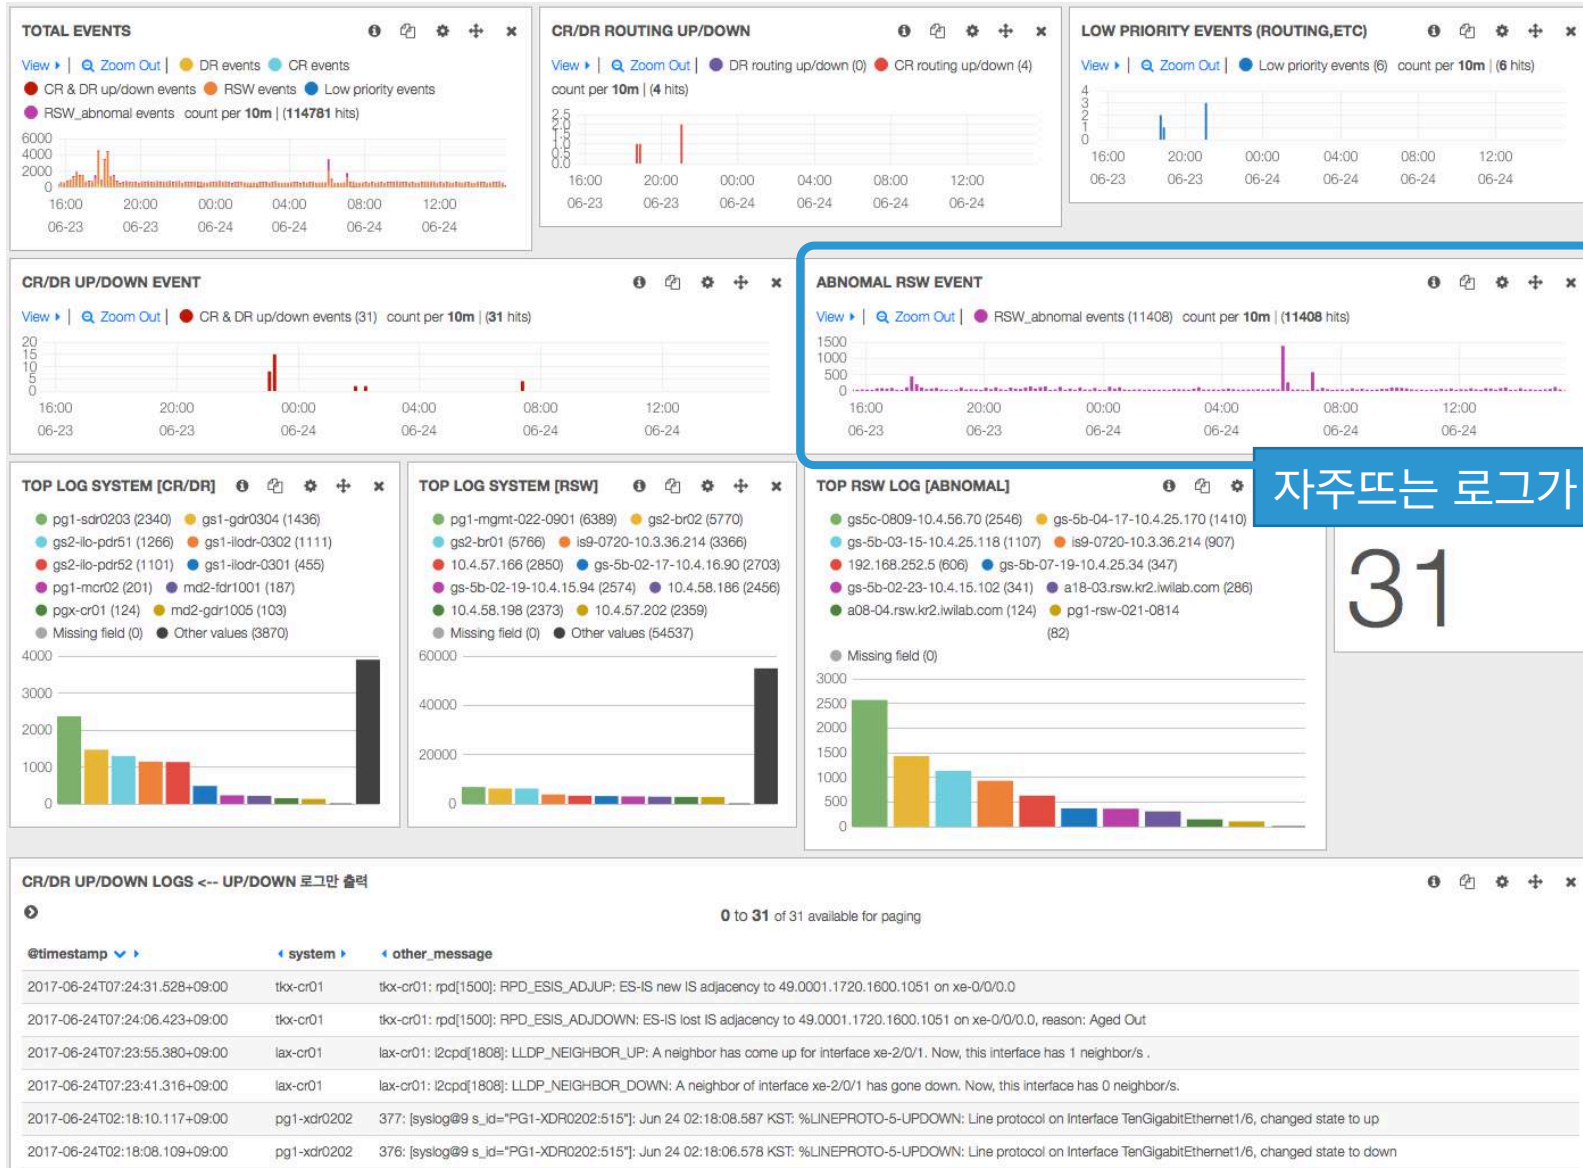 TOTAL EVENTS
View | Zoom Out | DR events CR events
CR & DR up/down events RSW events Low priority events
RSW_abnomal events count per 10m | (114781 hits)
6000
4000
2000
0
16:00 20:00 00:00 04:00 08:00 12:00
06-23 06-23 06-24 06-24 06-24 06-24
CR/DR ROUTING UP/DOWN
View | Zoom Out | DR routing up/down (0) CR routing up/down (4)
count per 10m | (4 hits)
2.5
2.0
1.5
1.0
0.5
0.0
16:00 20:00 00:00 04:00 08:00 12:00
06-23 06-23 06-24 06-24 06-24 06-24
LOW PRIORITY EVENTS (ROUTING,ETC)
View | Zoom Out | Low priority events (6) count per 10m | (6 hits)
4
3
2
1
0
16:00 20:00 00:00 04:00 08:00 12:00
06-23 06-23 06-24 06-24 06-24 06-24
CR/DR UP/DOWN EVENT
View | Zoom Out | CR & DR up/down events (31) count per 10m | (31 hits)
20
15
10
5
0
16:00 20:00 00:00 04:00 08:00 12:00
06-23 06-23 06-24 06-24 06-24 06-24
ABNOMAL RSW EVENT
View | Zoom Out | RSW_abnomal events (11408) count per 10m | (11408 hits)
1500
1000
500
0
16:00 20:00 00:00 04:00 08:00 12:00
06-23 06-23 06-24 06-24 06-24 06-24
자주뜨는 로그가
TOP LOG SYSTEM [CR/DR]
pg1-sdr0203 (2340) gs1-gdr0304 (1436)
gs2-ilo-pdr51 (1266) gs1-ilodr-0302 (1111)
gs2-ilo-pdr52 (1101) gs1-ilodr-0301 (455)
pg1-mcr02 (201) md2-fdr1001 (187)
pgx-cr01 (124) md2-gdr1005 (103)
Missing field (0) Other values (3870)
4000
3000
2000
1000
0
TOP LOG SYSTEM [RSW]
pg1-mgmt-022-0901 (6389) gs2-br02 (5770)
gs2-br01 (5766) is9-0720-10.3.36.214 (3366)
10.4.57.166 (2850) gs-5b-02-17-10.4.16.90 (2703)
gs-5b-02-19-10.4.15.94 (2574) 10.4.58.186 (2456)
10.4.58.198 (2373) 10.4.57.202 (2359)
Missing field (0) Other values (54537)
60000
40000
20000
0
TOP RSW LOG [ABNOMAL]
gs5c-0809-10.4.56.70 (2546) gs-5b-04-17-10.4.25.170 (1410)
gs-5b-03-15-10.4.25.118 (1107) is9-0720-10.3.36.214 (907)
192.168.252.5 (606) gs-5b-07-19-10.4.25.34 (347)
gs-5b-02-23-10.4.15.102 (341) a18-03.rsw.kr2.iwilab.com (286)
a08-04.rsw.kr2.iwilab.com (124) pg1-rsw-021-0814
(82)
Missing field (0)
3000
2500
2000
1500
1000
500
0
31
CR/DR UP/DOWN LOGS <-- UP/DOWN 로그만 출력
0 to 31 of 31 available for paging
@timestamp system other_message
2017-06-24T07:24:31.528+09:00 tkx-cr01 tkx-cr01: rpd[1500]: RPD_ESIS_ADJUP: ES-IS new IS adjacency to 49.0001.1720.1600.1051 on xe-0/0/0.0
2017-06-24T07:24:06.423+09:00 tkx-cr01 tkx-cr01: rpd[1500]: RPD_ESIS_ADJDOWN: ES-IS lost IS adjacency to 49.0001.1720.1600.1051 on xe-0/0/0.0, reason: Aged Out
2017-06-24T07:23:55.380+09:00 lax-cr01 lax-cr01: l2cpd[1808]: LLDP_NEIGHBOR_UP: A neighbor has come up for interface xe-2/0/1. Now, this interface has 1 neighbor/s .
2017-06-24T07:23:41.316+09:00 lax-cr01 lax-cr01: l2cpd[1808]: LLDP_NEIGHBOR_DOWN: A neighbor of interface xe-2/0/1 has gone down. Now, this interface has 0 neighbor/s.
2017-06-24T02:18:10.117+09:00 pg1-xdr0202 377: [syslog@9 s_id="PG1-XDR0202:515"]: Jun 24 02:18:08.587 KST: %LINEPROTO-5-UPDOWN: Line protocol on Interface TenGigabitEthernet1/6, changed state to up
2017-06-24T02:18:08.109+09:00 pg1-xdr0202 376: [syslog@9 s_id="PG1-XDR0202:515"]: Jun 24 02:18:06.578 KST: %LINEPROTO-5-UPDOWN: Line protocol on Interface TenGigabitEthernet1/6, changed state to down